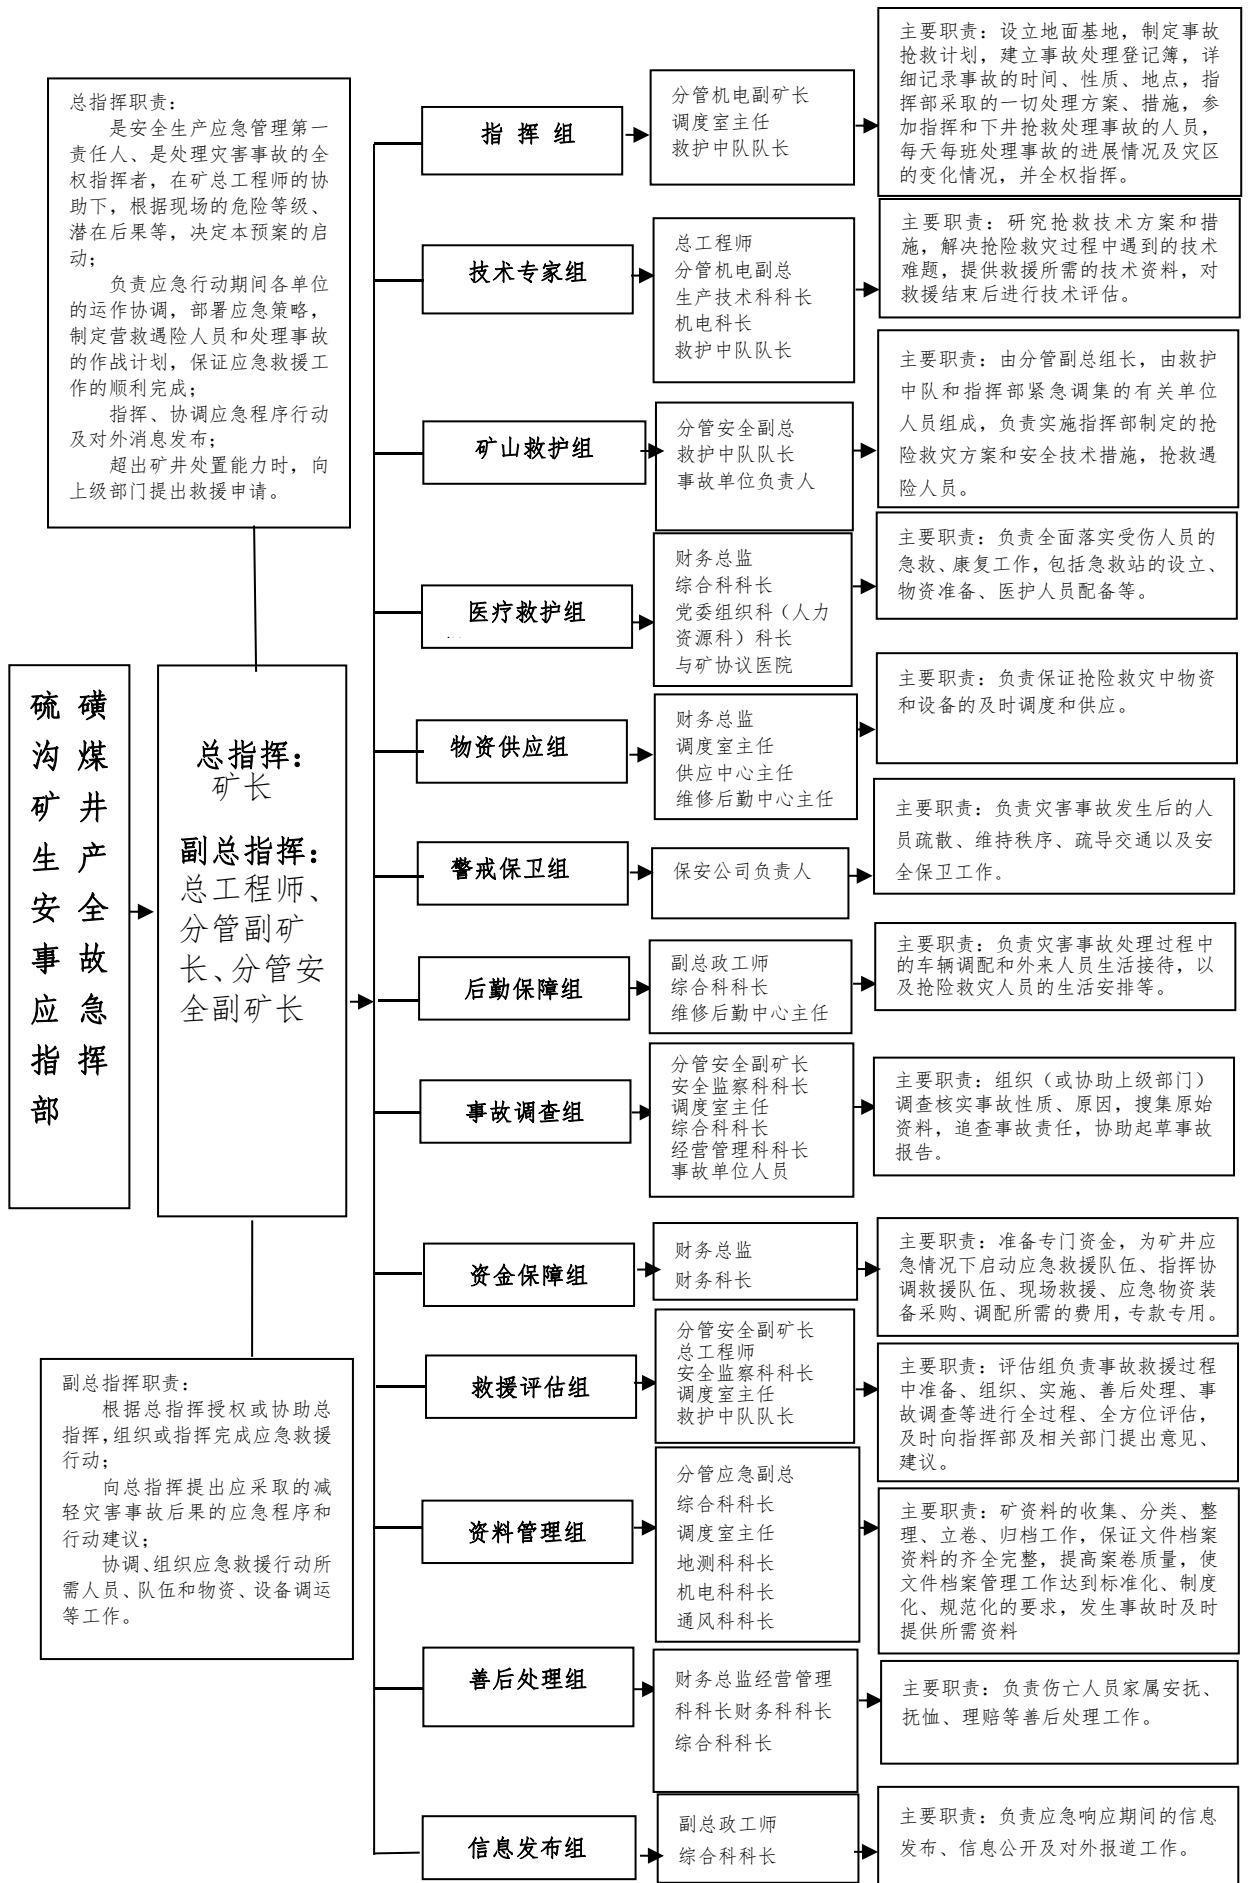 硫磺
沟煤
矿井
生产
安全
事故
应急
指挥
部
总指挥：
矿长
副总指挥：
总工程师、
分管副矿
长、分管安
全副矿长
总指挥职责：
是安全生产应急管理第一
责任人、是处理灾害事故的全
权指挥者，在矿总工程师的协
助下，根据现场的危险等级、
潜在后果等，决定本预案的启
动；
负责应急行动期间各单位
的运作协调，部署应急策略，
制定营救遇险人员和处理事故
的作战计划，保证应急救援工
作的顺利完成；
指挥、协调应急程序行动
及对外消息发布；
超出矿井处置能力时，向
上级部门提出救援申请。
副总指挥职责：
根据总指挥授权或协助总
指挥，组织或指挥完成应急救援
行动；
向总指挥提出应采取的减
轻灾害事故后果的应急程序和
行动建议；
协调、组织应急救援行动所
需人员、队伍和物资、设备调运
等工作。
指挥组
分管机电副矿长
调度室主任
救护中队队长
主要职责：设立地面基地，制定事故
抢救计划，建立事故处理登记簿，详
细记录事故的时间、性质、地点，指
挥部采取的一切处理方案、措施，参
加指挥和下井抢救处理事故的人员，
每天每班处理事故的进展情况及灾区
的变化情况，并全权指挥。
技术专家组
总工程师
分管机电副总
生产技术科科长
机电科长
救护中队队长
主要职责：研究抢救技术方案和措
施，解决抢险救灾过程中遇到的技术
难题，提供救援所需的技术资料，对
救援结束后进行技术评估。
矿山救护组
分管安全副总
救护中队队长
事故单位负责人
主要职责：由分管副总组长，由救护
中队和指挥部紧急调集的有关单位
人员组成，负责实施指挥部制定的抢
险救灾方案和安全技术措施，抢救遇
险人员。
医疗救护组
财务总监
综合科科长
党委组织科（人力
资源科）科长
与矿协议医院
主要职责：负责全面落实受伤人员的
急救、康复工作，包括急救站的设立、
物资准备、医护人员配备等。
物资供应组
财务总监
调度室主任
供应中心主任
维修后勤中心主任
主要职责：负责保证抢险救灾中物资
和设备的及时调度和供应。
警戒保卫组
保安公司负责人
主要职责：负责灾害事故发生后的人
员疏散、维持秩序、疏导交通以及安
全保卫工作。
后勤保障组
副总政工师
综合科科长
维修后勤中心主任
主要职责：负责灾害事故处理过程中
的车辆调配和外来人员生活接待，以
及抢险救灾人员的生活安排等。
事故调查组
分管安全副矿长
安全监察科科长
调度室主任
综合科科长
经营管理科科长
事故单位人员
主要职责：组织（或协助上级部门）
调查核实事故性质、原因，搜集原始
资料，追查事故责任，协助起草事故
报告。
资金保障组
财务总监
财务科长
主要职责：准备专门资金，为矿井应
急情况下启动应急救援队伍、指挥协
调救援队伍、现场救援、应急物资装
备采购、调配所需的费用，专款专用。
救援评估组
分管安全副矿长
总工程师
安全监察科科长
调度室主任
救护中队队长
主要职责：评估组负责事故救援过程
中准备、组织、实施、善后处理、事
故调查等进行全过程、全方位评估，
及时向指挥部及相关部门提出意见、
建议。
资料管理组
分管应急副总
综合科科长
调度室主任
地测科科长
机电科科长
通风科科长
主要职责：矿资料的收集、分类、整
理、立卷、归档工作，保证文件档案
资料的齐全完整，提高案卷质量，使
文件档案管理工作达到标准化、制度
化、规范化的要求，发生事故时及时
提供所需资料
善后处理组
财务总监经营管理
科科长财务科科长
综合科科长
主要职责：负责伤亡人员家属安抚、
抚恤、理赔等善后处理工作。
信息发布组
副总政工师
综合科科长
主要职责：负责应急响应期间的信息
发布、信息公开及对外报道工作。